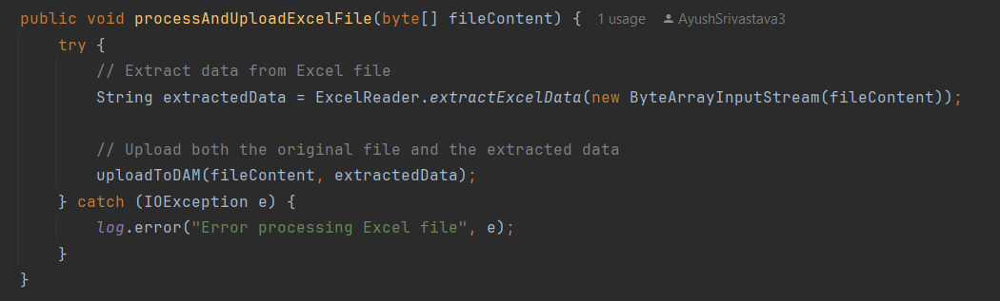 public void processAndUploadExcelFile(byte[] fileContent) { 1 usage AyushSrivastava3
try {
// Extract data from Excel file
String extractedData = ExcelReader.extractExcelData(new ByteArrayInputStream(fileContent));
// Upload both the original file and the extracted data
uploadToDAM(fileContent, extractedData);
} catch (IOException e) {
log.error("Error processing Excel file", e);
}
}